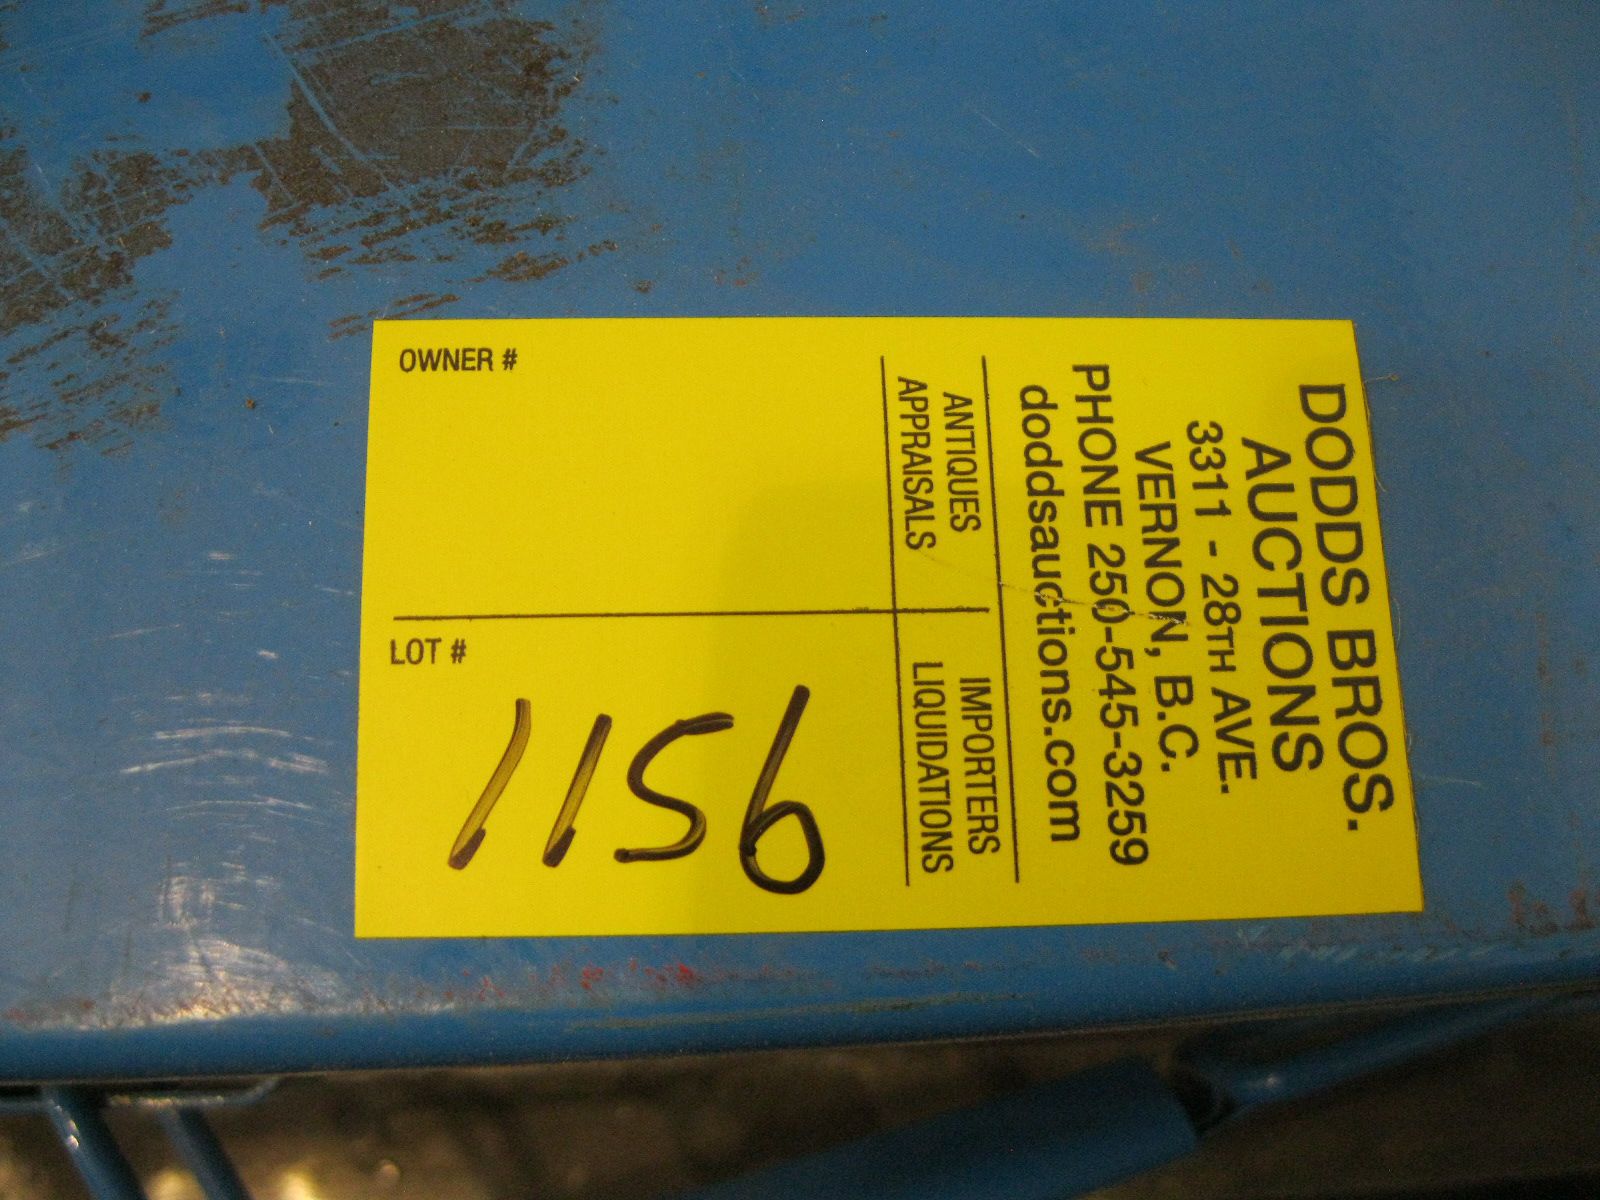 DODDS BROS.
AUCTIONS
3311 - 28TH AVE.
VERNON, B.C.
PHONE 250-545-3259
doddsauctions.com
ANTIQUES
APPRAISALS
IMPORTERS
LIQUIDATIONS
OWNER #
LOT #
1156